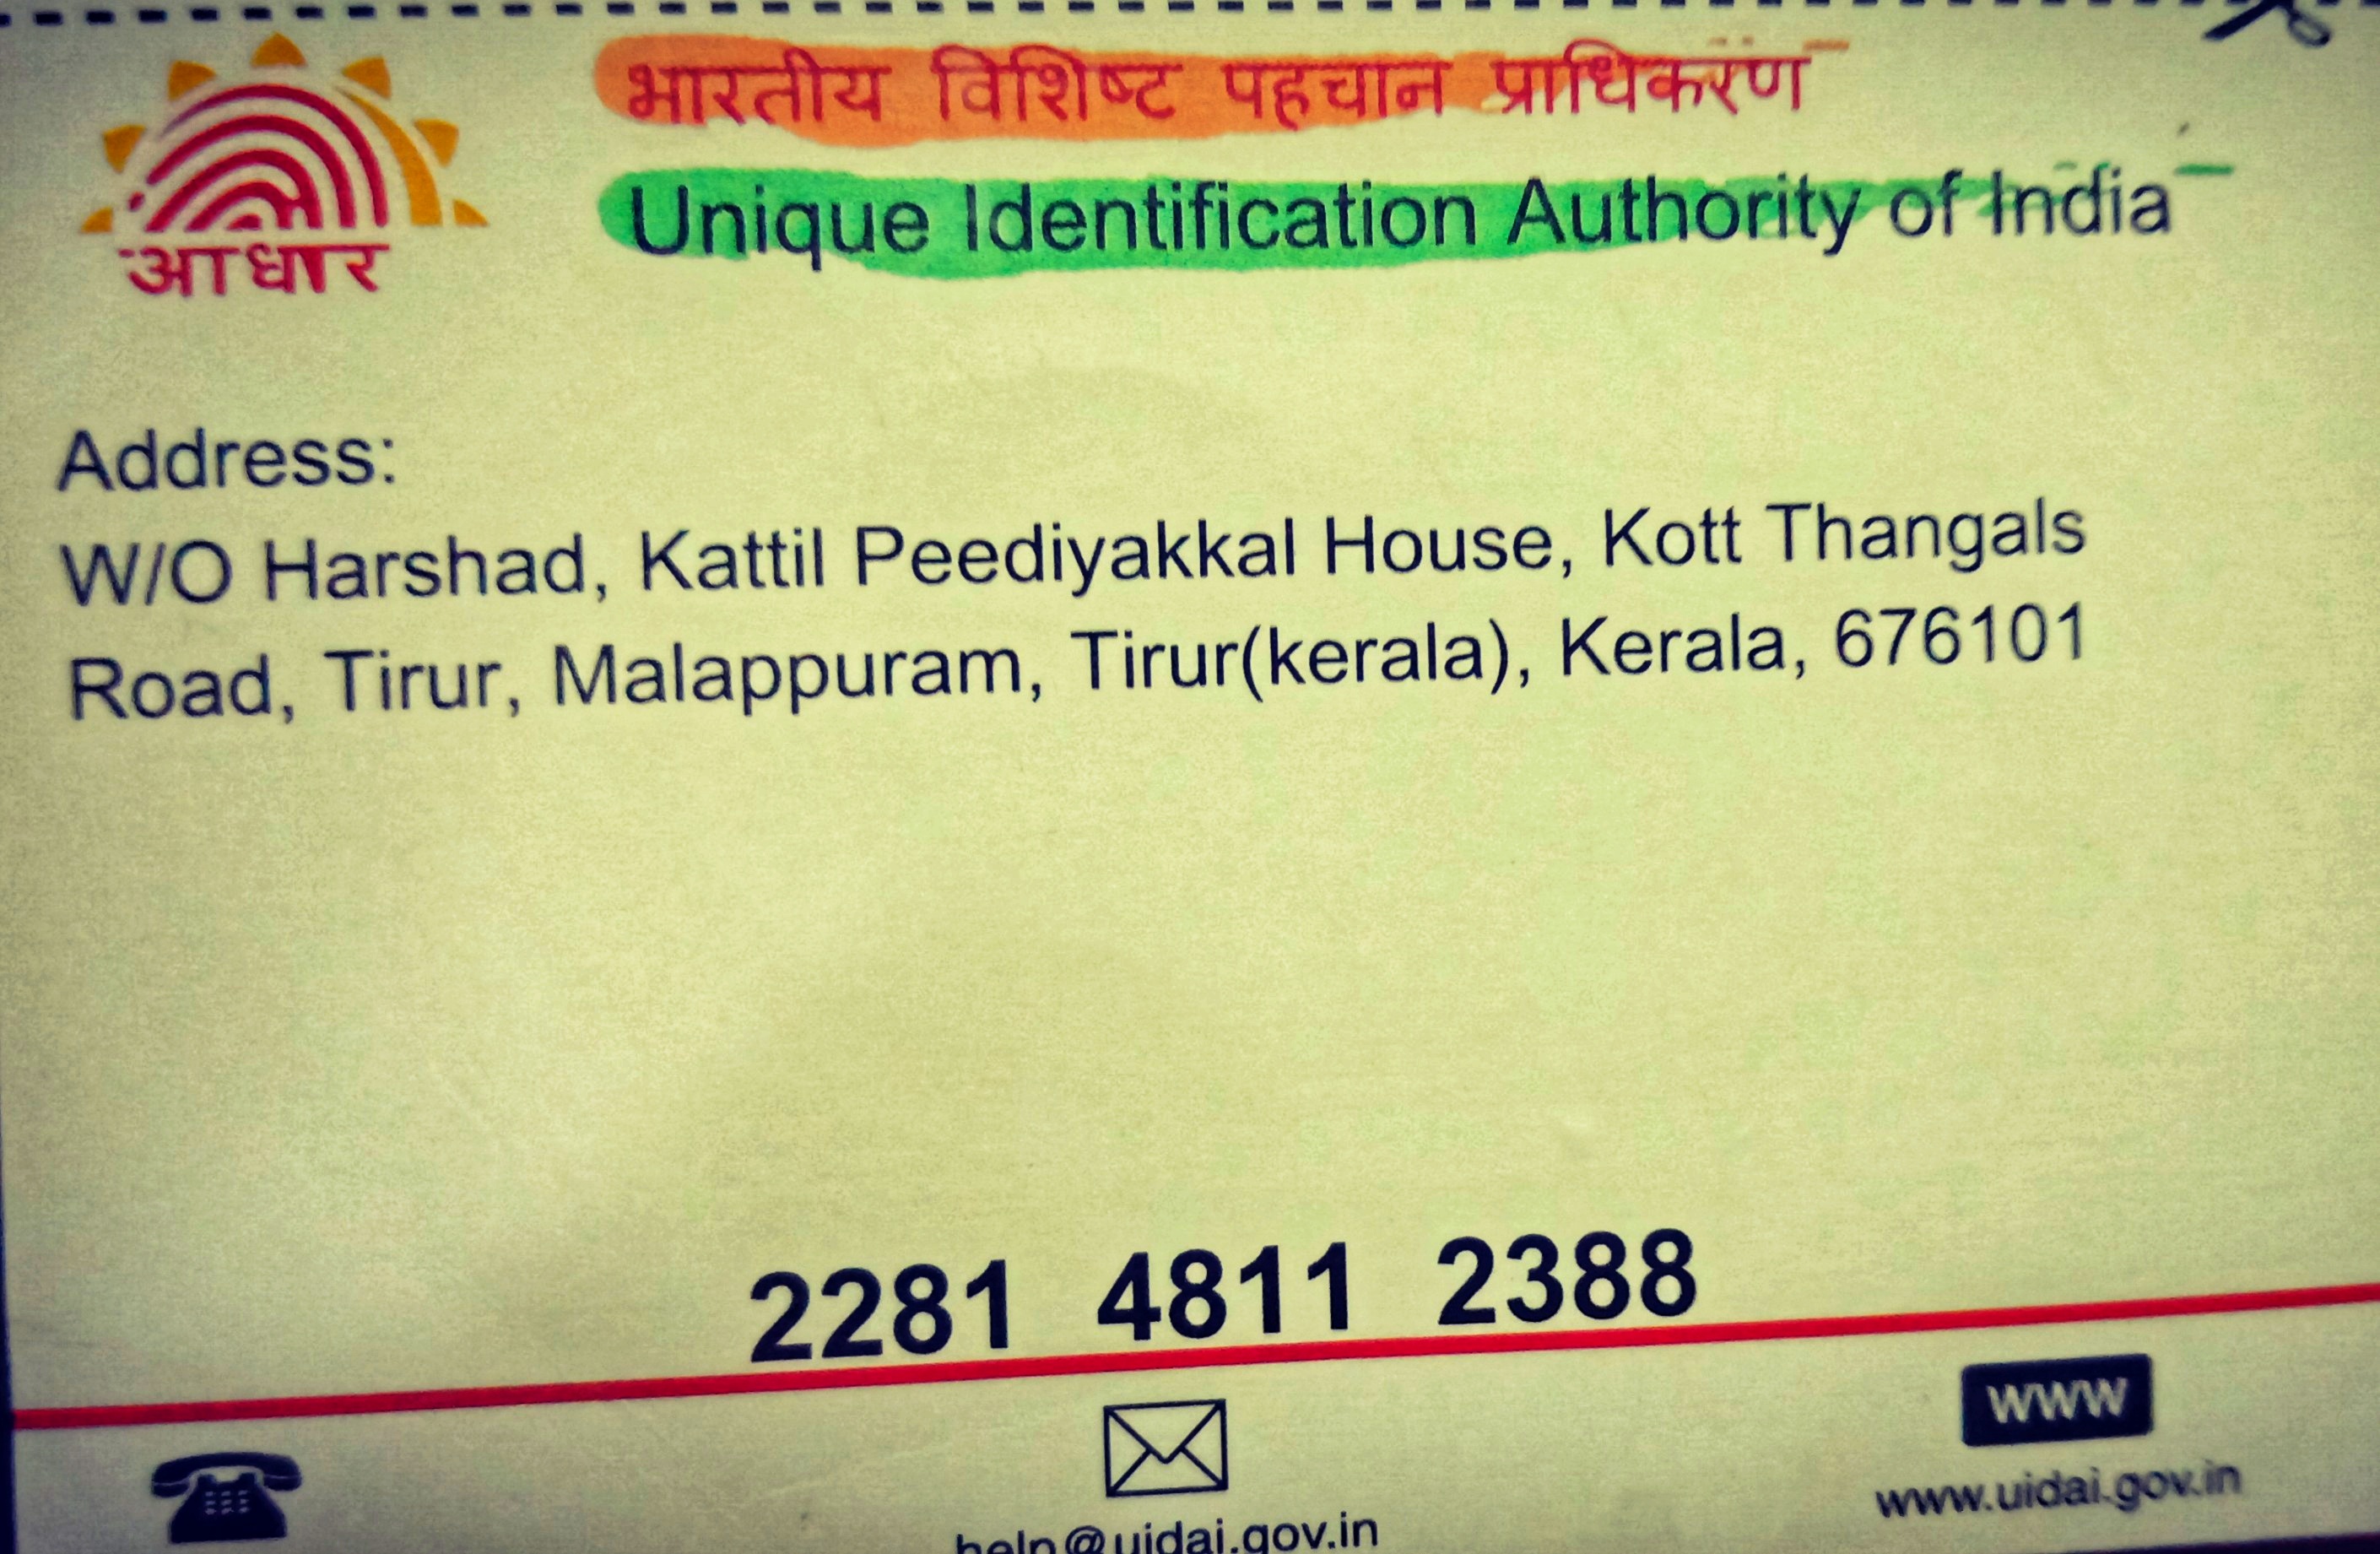 भारतीय विशिष्ट पहचान प्राधिकरण
Unique Identification Authority of India
आधार
Address:
W/O Harshad, Kattil Peediyakkal House, Kott Thangals
Road, Tirur, Malappuram, Tirur(kerala), Kerala, 676101
2281 4811 2388
www
help@uidai.gov.in
www.uidai.gov.in